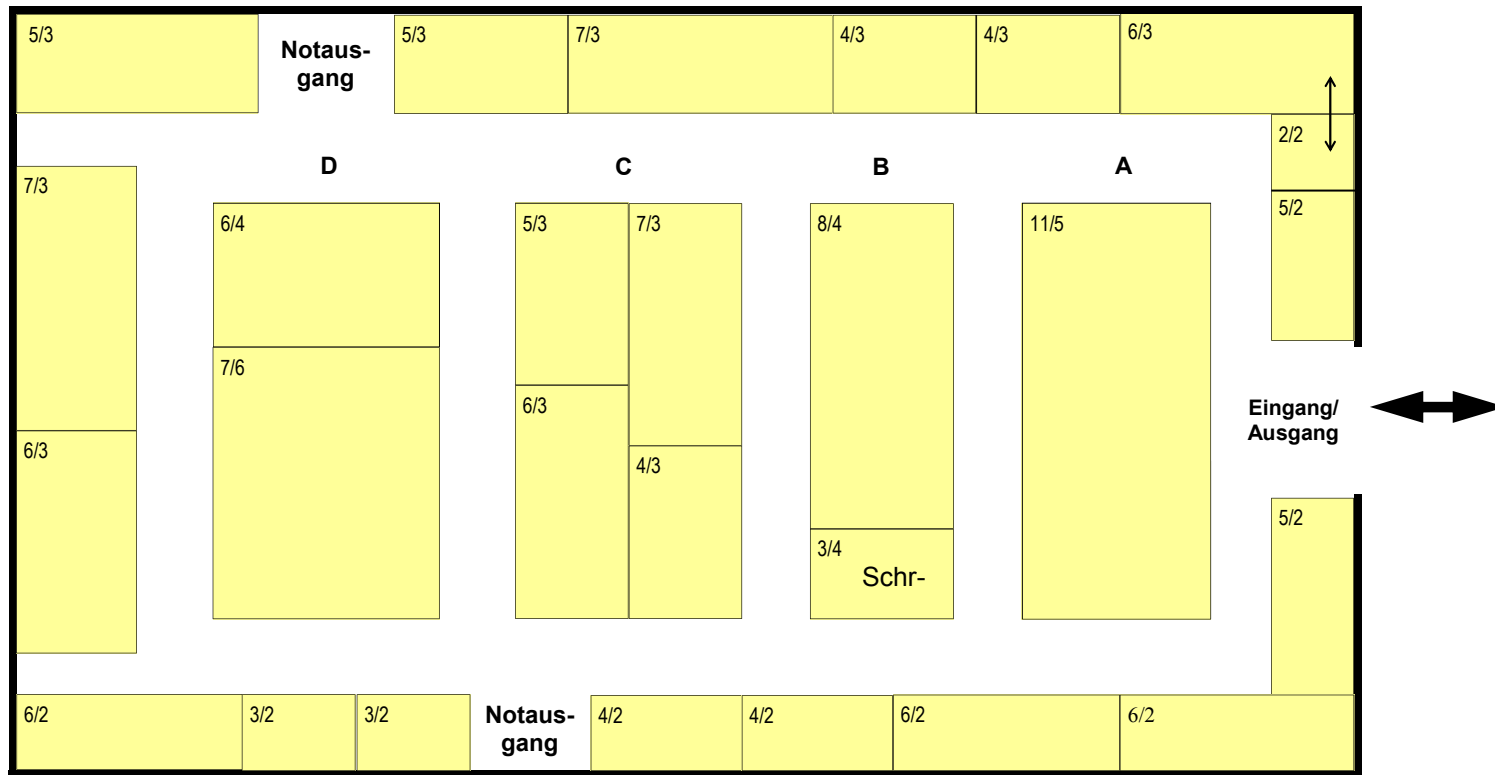 5/3
Notaus-
gang
5/3
7/3
4/3
4/3
6/3
2/2
D
C
B
A
7/3
6/4
5/3
7/3
8/4
11/5
5/2
7/6
6/3
Eingang/
Ausgang
6/3
4/3
5/2
3/4
Schr-
6/2
3/2
3/2
Notaus-
gang
4/2
4/2
6/2
6/2